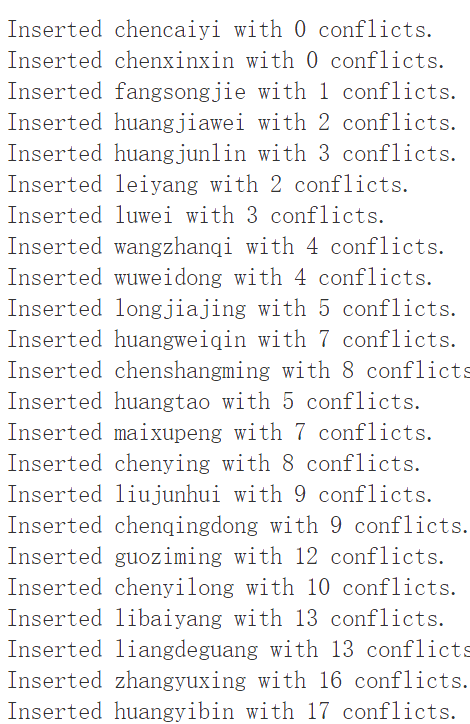 Inserted chencaiyi with 0 conflicts.
Inserted chenxinxin with 0 conflicts.
Inserted fangsongjie with 1 conflicts.
Inserted huangjiawei with 2 conflicts.
Inserted huangjunlin with 3 conflicts.
Inserted leiyang with 2 conflicts.
Inserted luwei with 3 conflicts.
Inserted wangzhanqi with 4 conflicts.
Inserted wuweidong with 4 conflicts.
Inserted longjiajing with 5 conflicts.
Inserted huangweiqin with 7 conflicts.
Inserted chenshangming with 8 conflicts
Inserted huangtao with 5 conflicts.
Inserted maixupeng with 7 conflicts.
Inserted chenying with 8 conflicts.
Inserted liujunhui with 9 conflicts.
Inserted chenqingdong with 9 conflicts.
Inserted guoziming with 12 conflicts.
Inserted chenyilong with 10 conflicts.
Inserted libaiyang with 13 conflicts.
Inserted liangdeguang with 13 conflicts
Inserted zhangyuxing with 16 conflicts.
Inserted huangyibin with 17 conflicts.